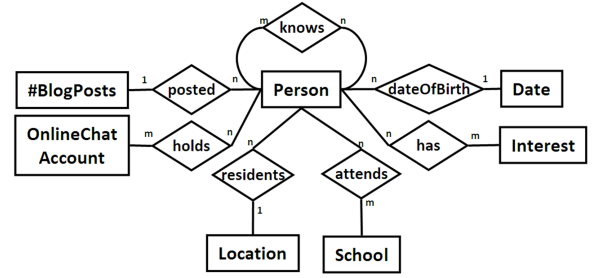 m knows n
#BlogPosts 1 posted n Person n dateOfBirth 1 Date
OnlineChat
Account
m holds n
n has m Interest
n residents 1
n attends m
Location
School